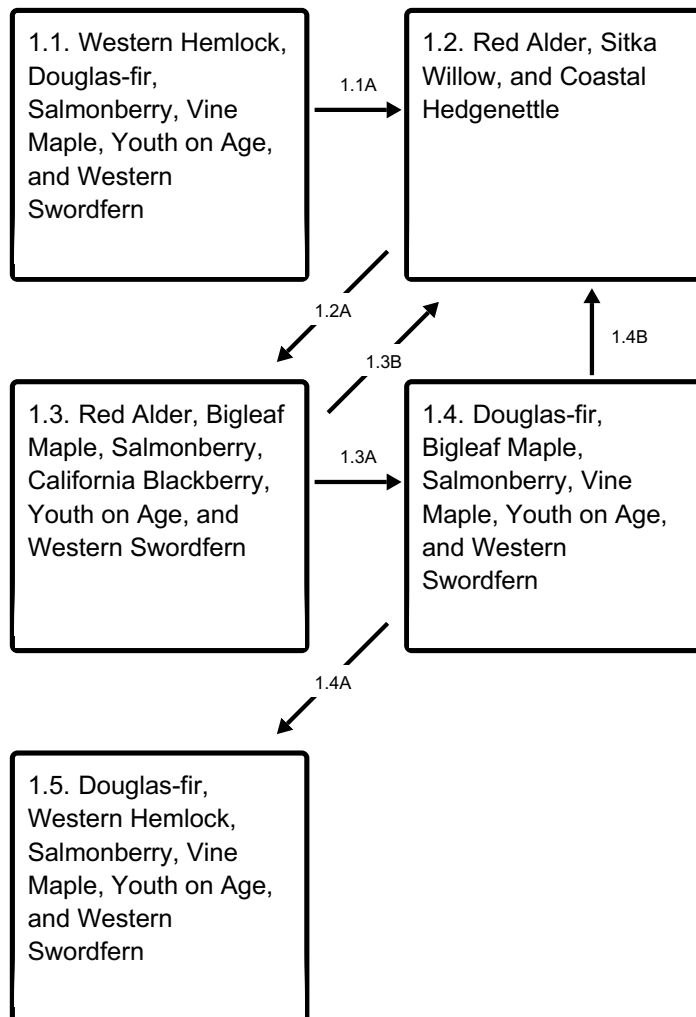 1.1. Western Hemlock,
Douglas-fir,
Salmonberry, Vine
Maple, Youth on Age,
and Western
Swordfern
1.1A
1.2. Red Alder, Sitka
Willow, and Coastal
Hedgenettle
1.2A
1.3B
1.4B
1.3. Red Alder, Bigleaf
Maple, Salmonberry,
California Blackberry,
Youth on Age, and
Western Swordfern
1.3A
1.4. Douglas-fir,
Bigleaf Maple,
Salmonberry, Vine
Maple, Youth on Age,
and Western
Swordfern
1.4A
1.5. Douglas-fir,
Western Hemlock,
Salmonberry, Vine
Maple, Youth on Age,
and Western
Swordfern